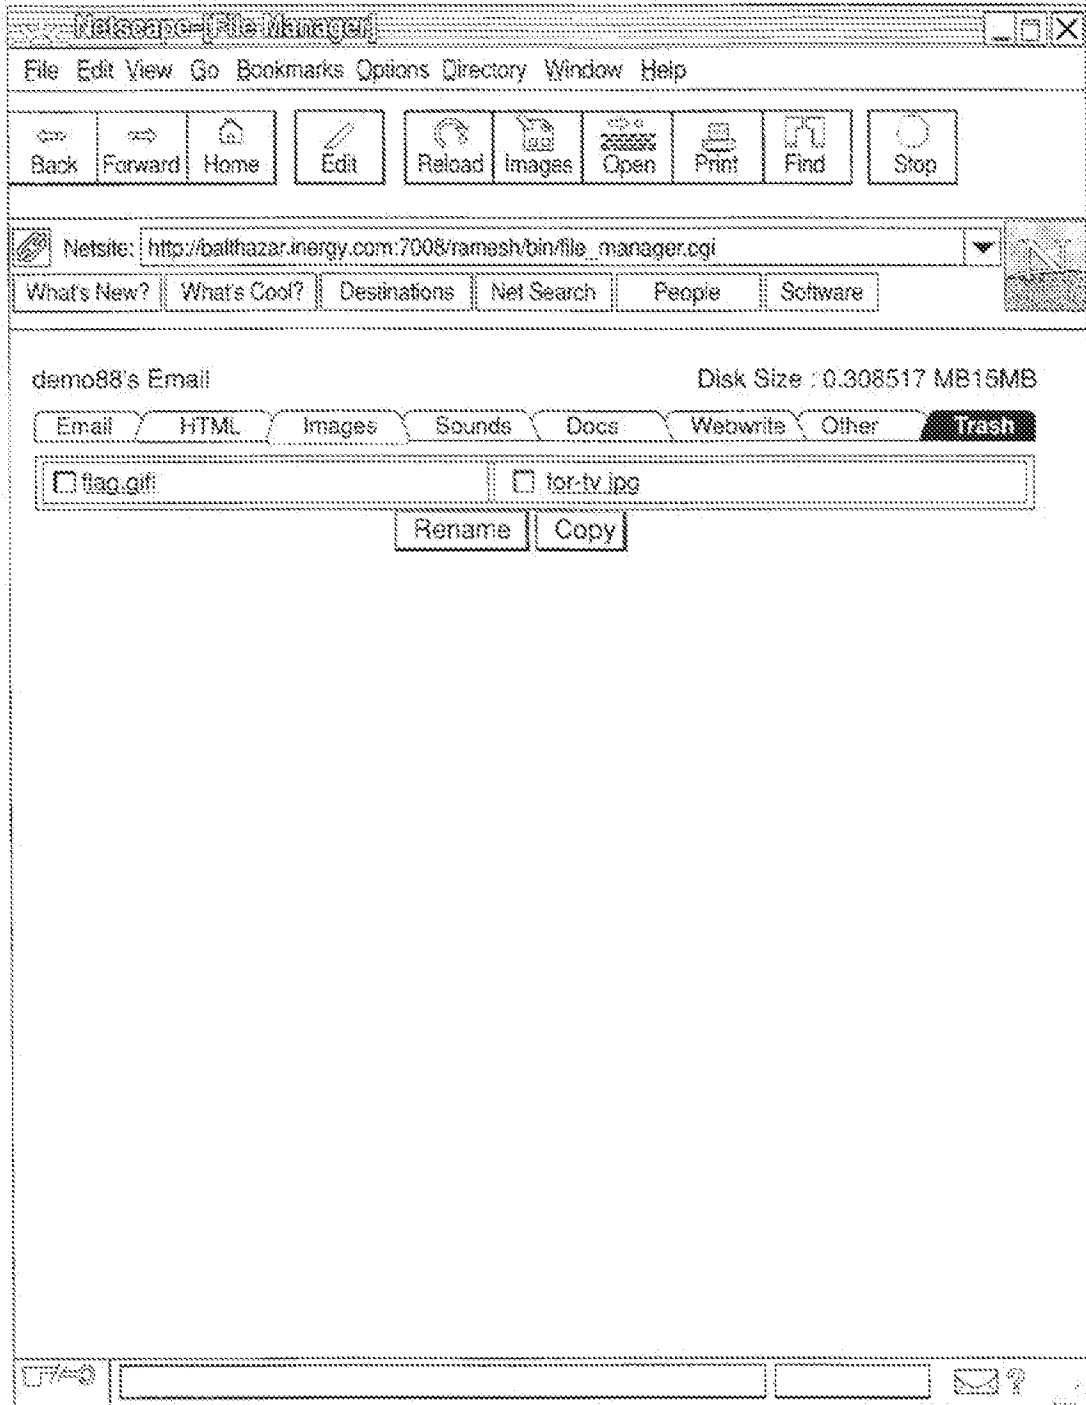 Netscape-[File Manager]
File Edit View Go Bookmarks Options Directory Window Help
Back Forward Home Edit Reload Images Open Print Find Stop
Netsite: http://balthazar.inergy.com:7008/ramesh/bin/file_manager.cgi
What's New? What's Cool? Destinations Net Search People Software
demo88's Email Disk Size : 0.308517 MB15MB
Email HTML Images Sounds Docs Webwrite Other Trash
flag.gifl for-tv.jpg
Rename Copy